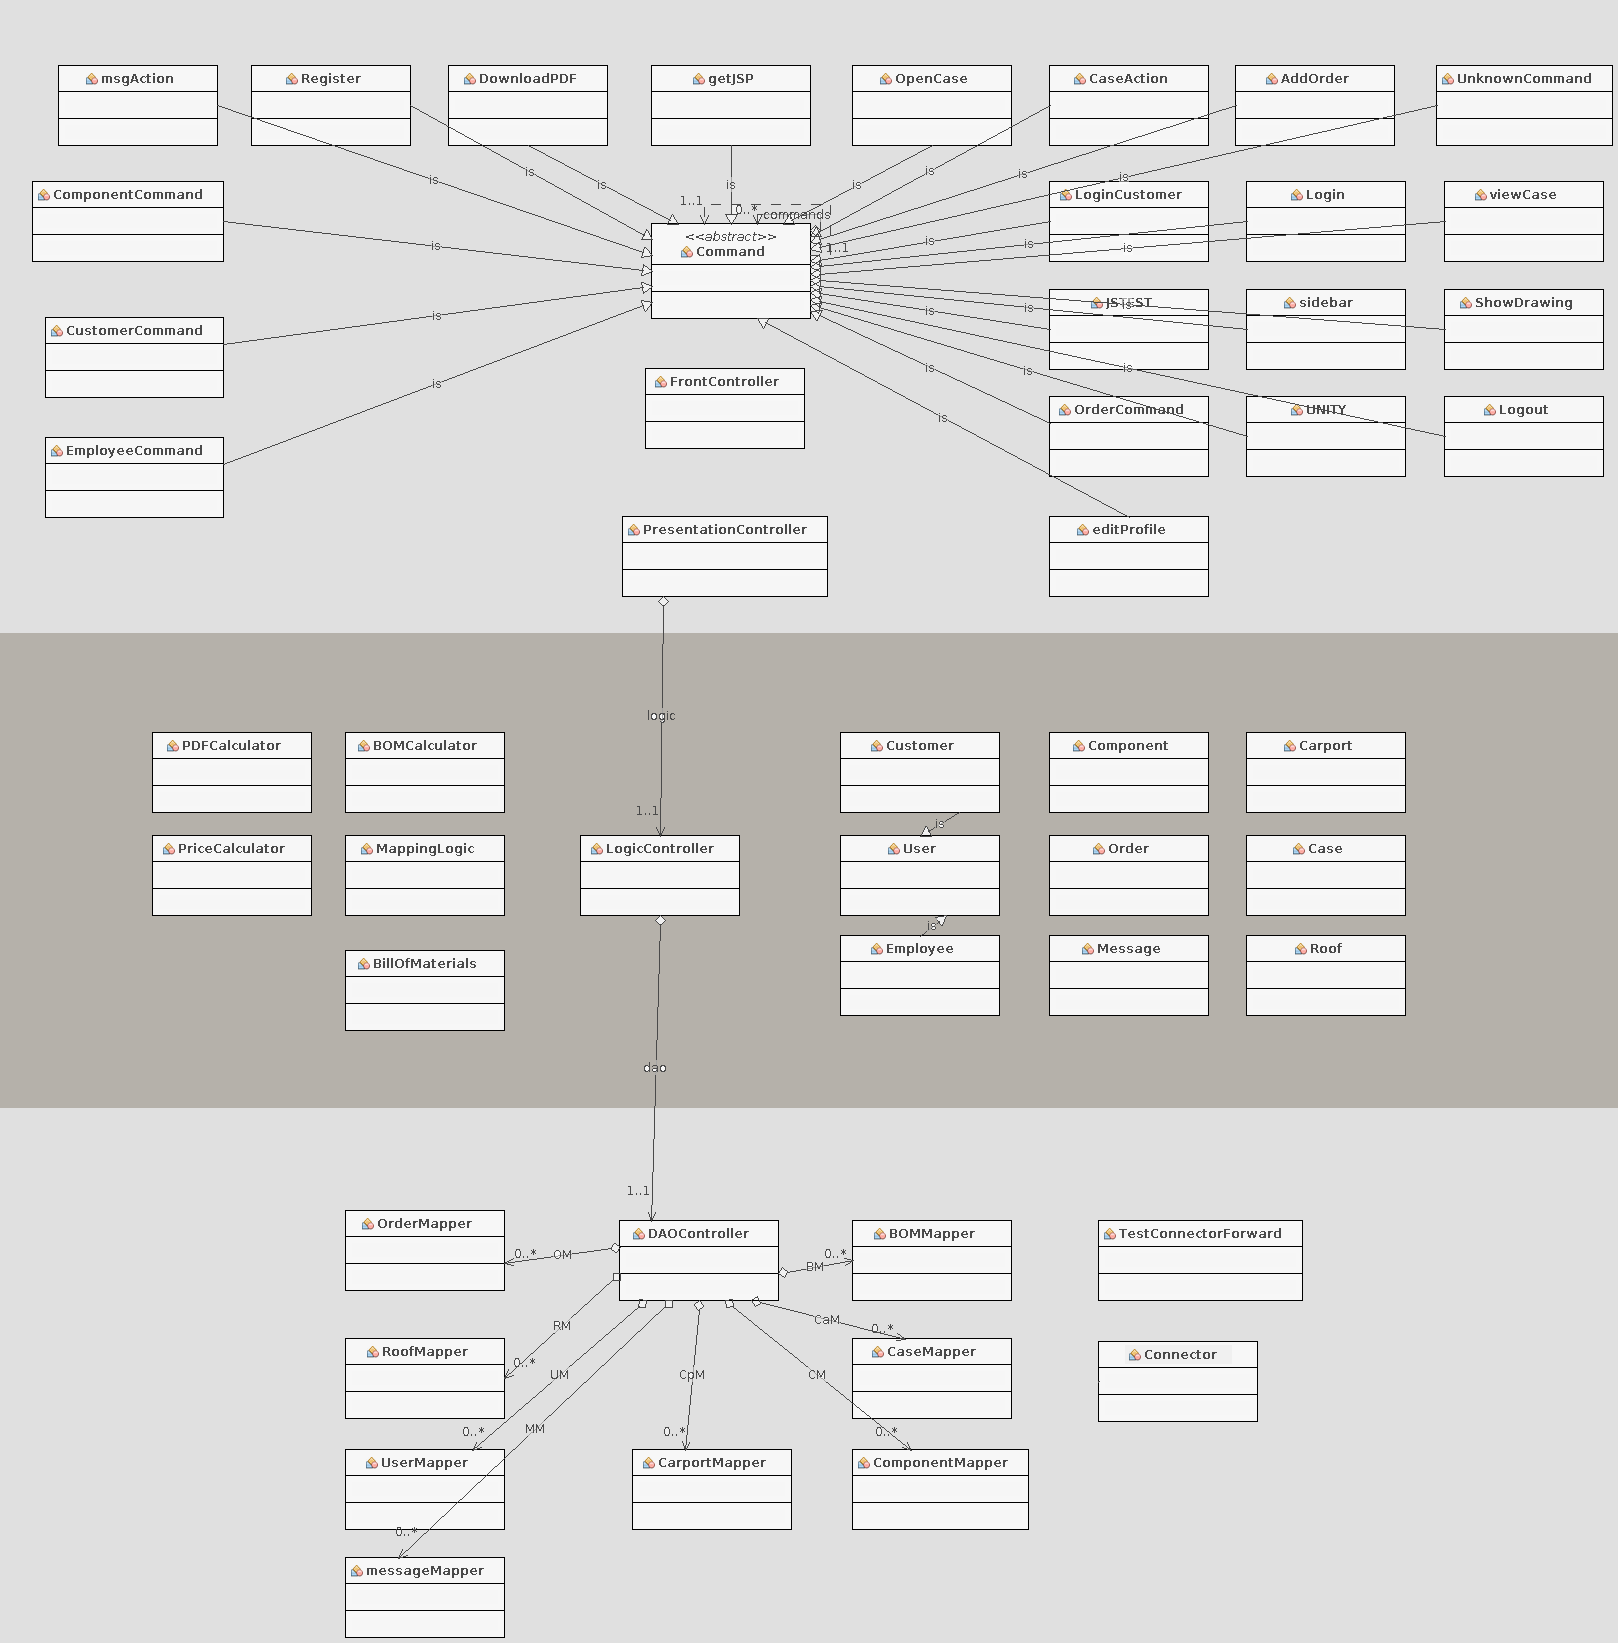 msgAction
Register
DownloadPDF
getJSP
OpenCase
CaseAction
AddOrder
UnknownCommand
is
is
is
is
is
is
is
is
ComponentCommand
LoginCustomer
Login
viewCase
1..1
0..*
commands
<<abstract>>
Command
1..1
is
is
is
is
CustomerCommand
JSTEST
sidebar
ShowDrawing
is
is
is
is
FrontController
is
is
is
is
OrderCommand
UNITY
Logout
is
EmployeeCommand
PresentationController
editProfile
logic
PDFCalculator
BOMCalculator
Customer
Component
Carport
1..1
is
PriceCalculator
MappingLogic
LogicController
User
Order
Case
is
BillOfMaterials
Employee
Message
Roof
dao
1..1
OrderMapper
DAOController
BOMMapper
TestConnectorForward
0..*
OM
BM
0..*
RM
CaM
0..*
RoofMapper
0..*
CaseMapper
Connector
UM
CpM
CM
0..*
MM
0..*
0..*
UserMapper
CarportMapper
ComponentMapper
0..*
messageMapper